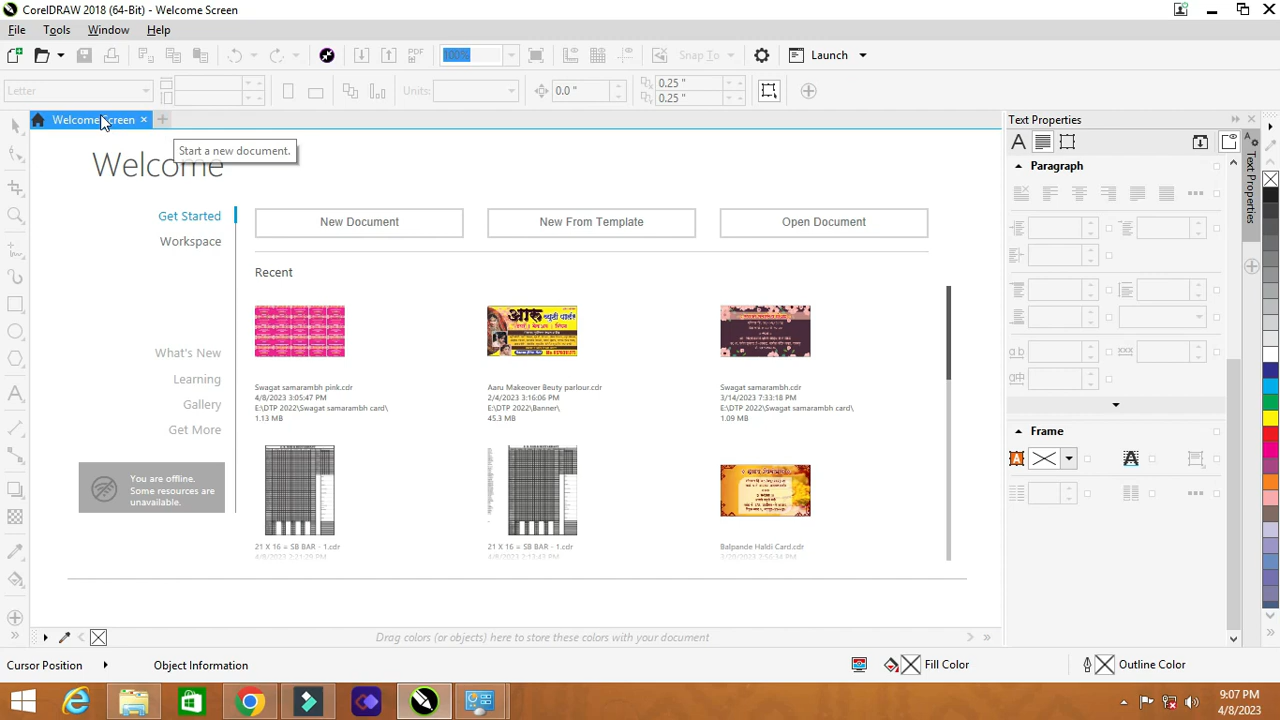 CorelDRAW 2018 (64-Bit) - Welcome Screen
File Tools Window Help
PDF 100% Snap To Launch
Letter Units: 0.0 " 0.25 "
0.25 "
Welcome Screen
Start a new document.
Welcome
Get Started
Workspace
What's New
Learning
Gallery
Get More
You are offline.
Some resources are
unavailable.
New Document New From Template Open Document
Recent
आरू
Swagat samarambh pink.cdr
4/8/2023 3:05:47 PM
E:\DTP 2022\Swagat samarambh card\
1.13 MB
Aaru Makeover Beuty parlour.cdr
2/4/2023 3:16:06 PM
E:\DTP 2022\Banner\
45.3 MB
Swagat samarambh.cdr
3/14/2023 7:33:18 PM
E:\DTP 2022\Swagat samarambh card\
1.09 MB
21 X 16 = SB BAR - 1.cdr
21 X 16 = SB BAR - 1.cdr
Balpande Haldi Card.cdr
Drag colors (or objects) here to store these colors with your document
Text Properties
Paragraph
Frame
Text Properties
Cursor Position Object Information Fill Color Outline Color
9:07 PM
4/8/2023